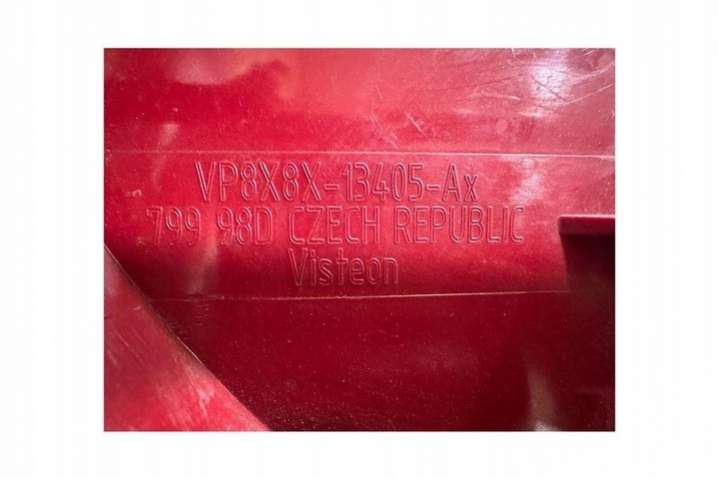 VP8X8X-13405-Ax
799 98D CZECH REPUBLIC
Visteon